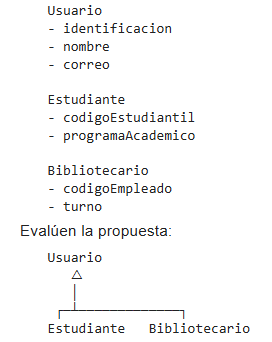 Usuario
- identificacion
- nombre
- correo
Estudiante
- codigoEstudiantil
- programaAcademico
Bibliotecario
- codigoEmpleado
- turno
Evalúen la propuesta:
Usuario
Estudiante Bibliotecario